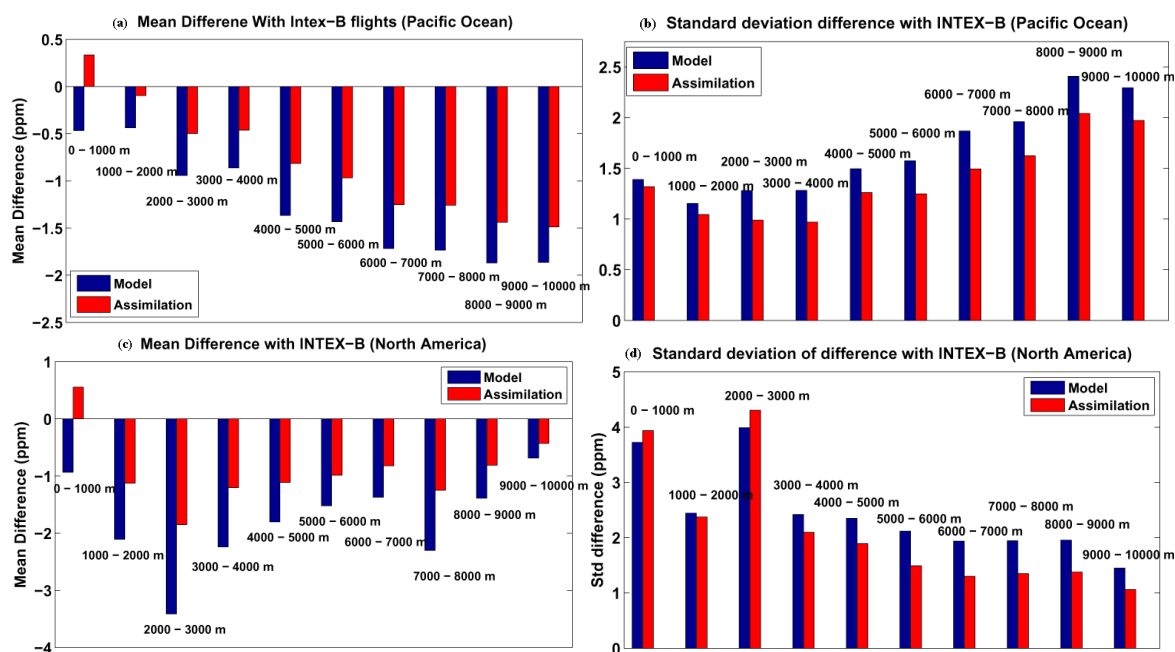 (a) Mean Differene With Intex-B flights (Pacific Ocean)
Mean Difference (ppm)
0.5
0
−0.5
−1
−1.5
−2
−2.5
0 − 1000 m
1000 − 2000 m
2000 − 3000 m
3000 − 4000 m
4000 − 5000 m
5000 − 6000 m
6000 − 7000 m
7000 − 8000 m
8000 − 9000 m
9000 − 10000 m
Model
Assimilation
(b) Standard deviation difference with INTEX−B (Pacific Ocean)
2.5
2
1.5
1
1.5
0
Model
Assimilation
0 − 1000 m
1000 − 2000 m
2000 − 3000 m
3000 − 4000 m
4000 − 5000 m
5000 − 6000 m
6000 − 7000 m
7000 − 8000 m
8000 − 9000 m
9000 − 10000 m
(c) Mean Difference with INTEX−B (North America)
Mean Difference (ppm)
1
0
−1
−2
−3
−4
Model
Assimilation
0 − 1000 m
1000 − 2000 m
2000 − 3000 m
3000 − 4000 m
4000 − 5000 m
5000 − 6000 m
6000 − 7000 m
7000 − 8000 m
8000 − 9000 m
9000 − 10000 m
(d) Standard deviation of difference with INTEX−B (North America)
Std difference (ppm)
5
4
3
2
1
0
Model
Assimilation
0 − 1000 m
1000 − 2000 m
2000 − 3000 m
3000 − 4000 m
4000 − 5000 m
5000 − 6000 m
6000 − 7000 m
7000 − 8000 m
8000 − 9000 m
9000 − 10000 m